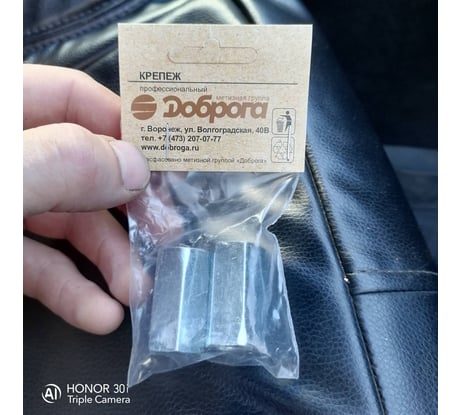 КРЕПЕЖ
профессиональный
метизная группа
Доброга
г. Воронеж, ул. Волгоградская, 40В
тел. +7 (473) 207-07-77
www.dobroga.ru
расфасовано метизной группой «Доброга»
HONOR 30i
Triple Camera